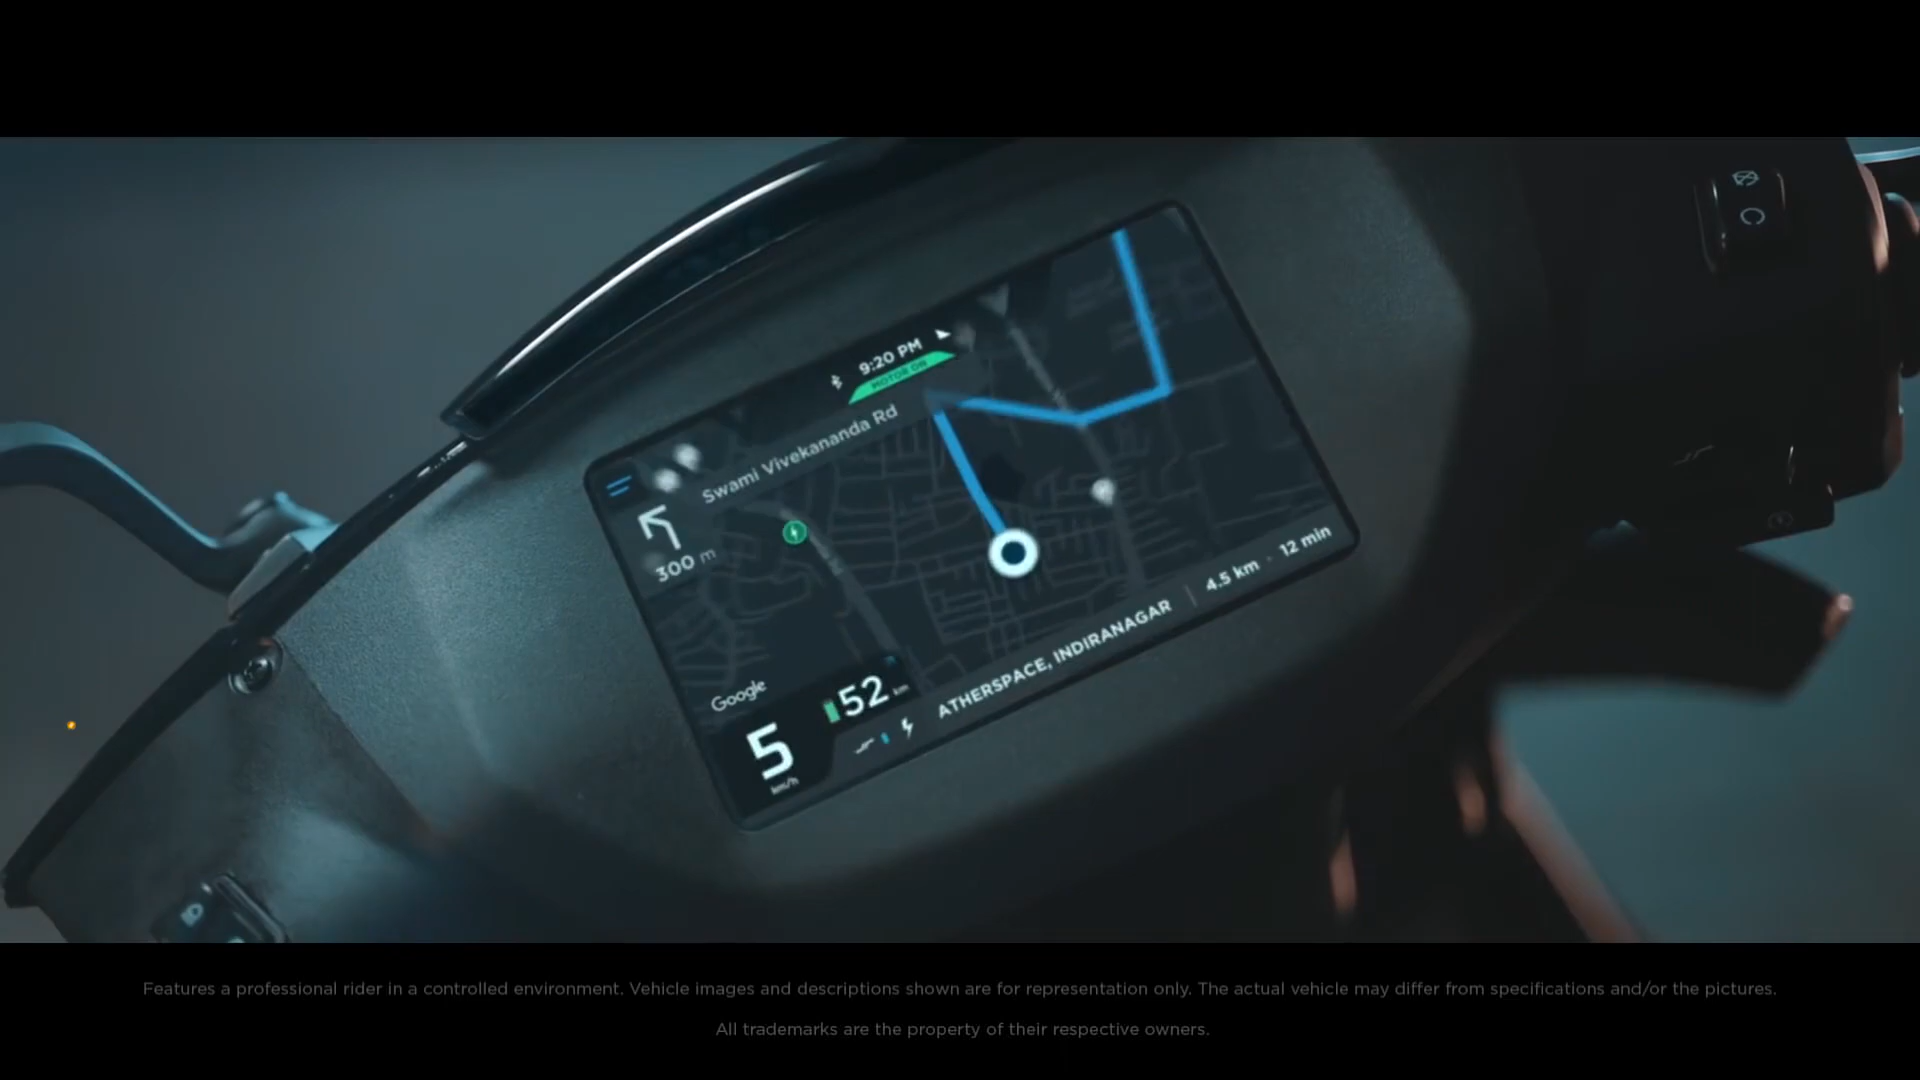 9:20 PM
MOTOR ON
Swami Vivekananda Rd
300 m
Google
52 km
5
km/h
ATHERSPACE, INDIRANAGAR
4.5 km · 12 min
Features a professional rider in a controlled environment. Vehicle images and descriptions shown are for representation only. The actual vehicle may differ from specifications and/or the pictures.
All trademarks are the property of their respective owners.